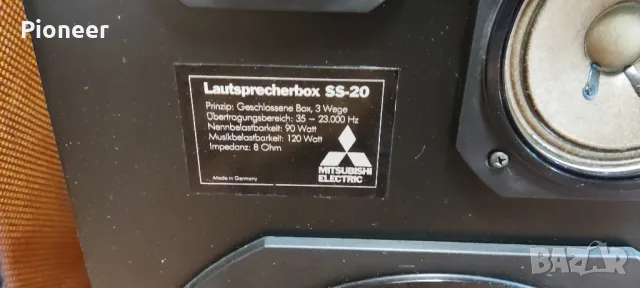 Pioneer
Lautsprecherbox SS-20
Prinzip: Geschlossene Box, 3 Wege
Übertragungsbereich: 35 – 23.000 Hz
Nennbelastbarkeit: 90 Watt
Musikbelastbarkeit: 120 Watt
Impedanz: 8 Ohm
MITSUBISHI
ELECTRIC
Made in Germany
BAZAR